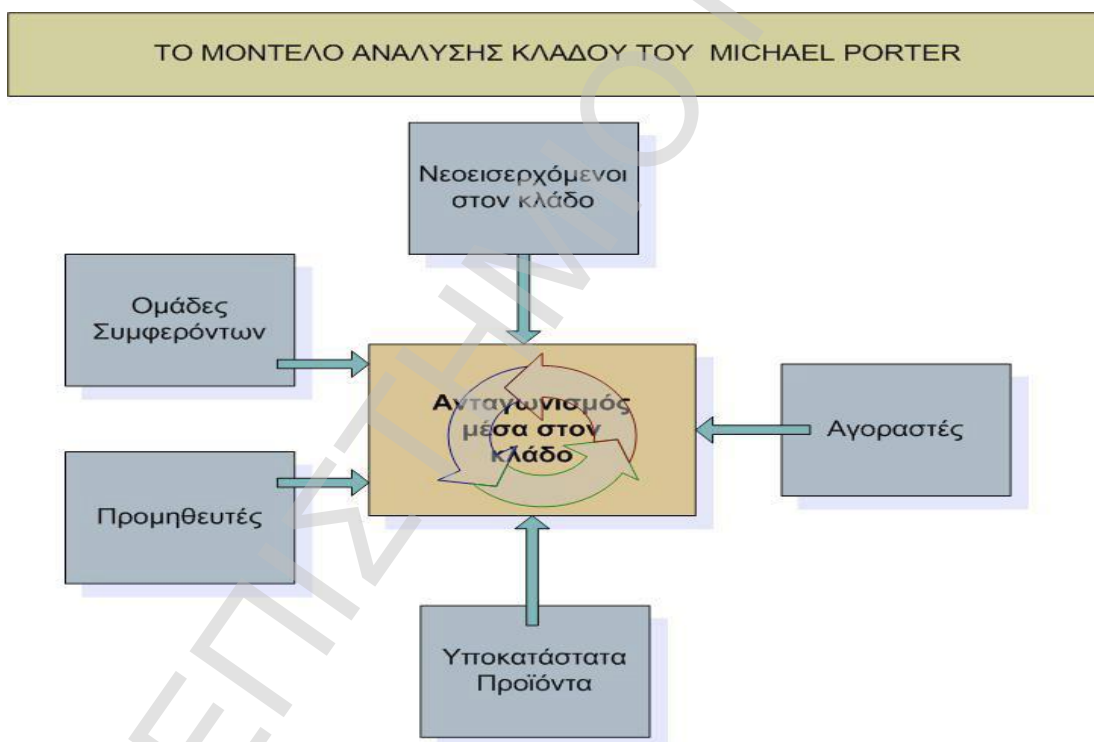 ΤΟ ΜΟΝΤΕΛΟ ΑΝΑΛΥΣΗΣ ΚΛΑΔΟΥ ΤΟΥ MICHAEL PORTER
Νεοεισερχόμενοι
στον κλάδο
Ομάδες
Συμφερόντων
Ανταγωνισμός
μέσα στον
κλάδο
Αγοραστές
Προμηθευτές
Υποκατάστατα
Προϊόντα